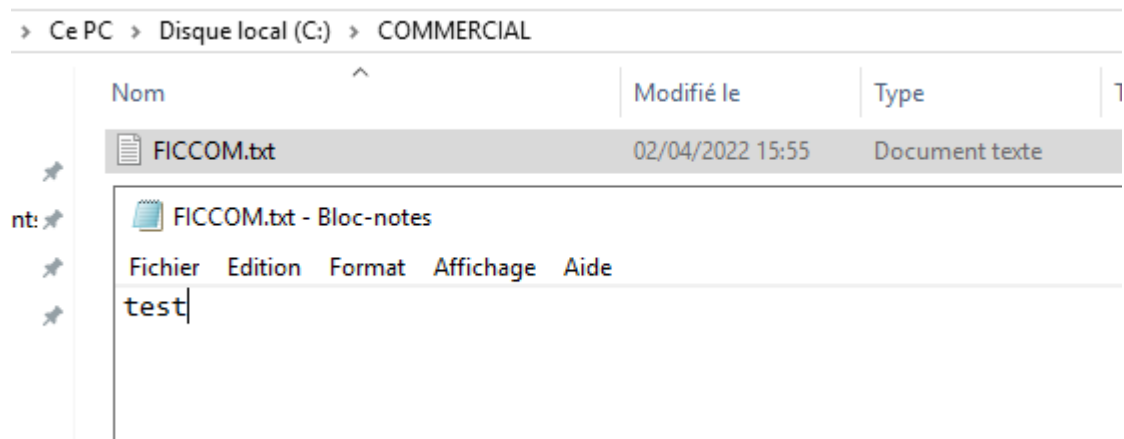 > Ce PC > Disque local (C:) > COMMERCIAL
Nom Modifié le Type
FICCOM.txt 02/04/2022 15:55 Document texte
FICCOM.txt - Bloc-notes
Fichier Edition Format Affichage Aide
test